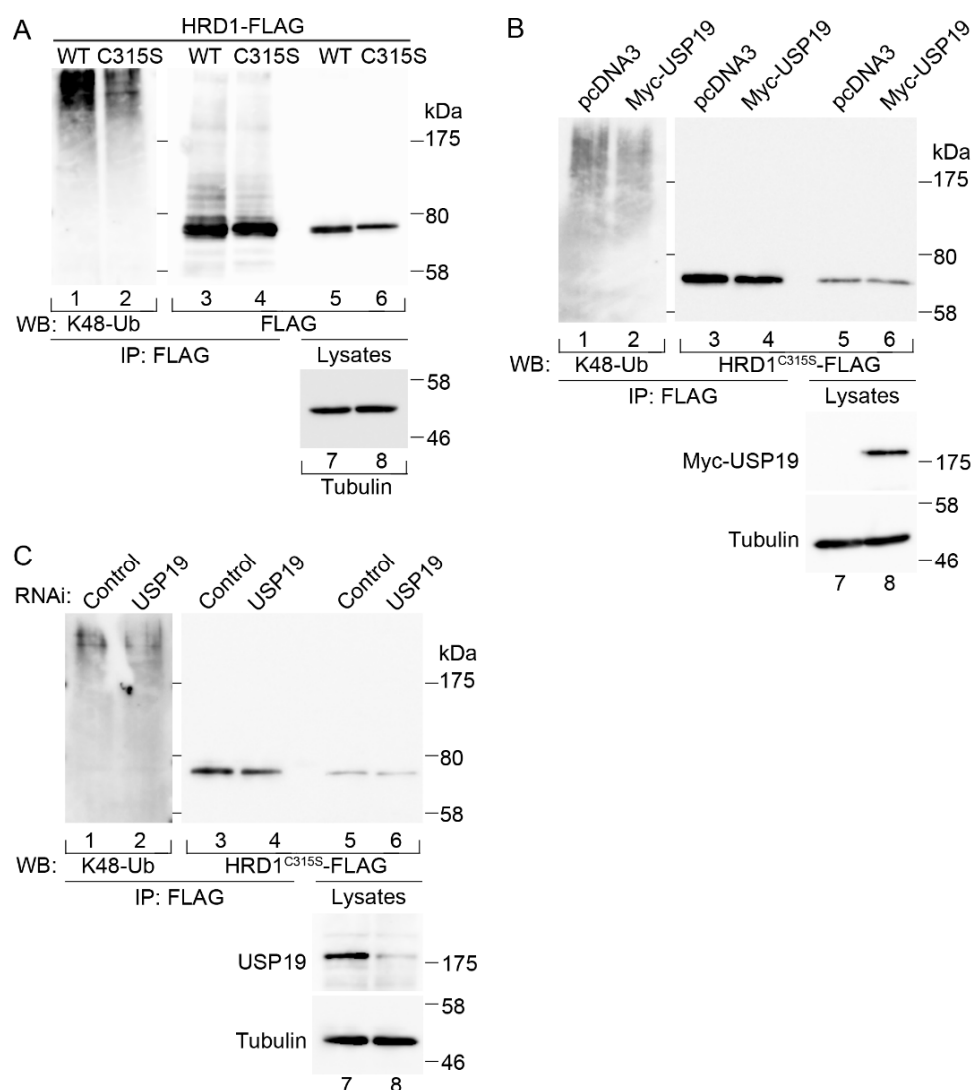 A
HRD1-FLAG
WT C315S WT C315S WT C315S
kDa
175
80
58
1 2 3 4 5 6
WB: K48-Ub FLAG
IP: FLAG Lysates
58
46
7 8
Tubulin
B
pcDNA3 Myc-USP19 pcDNA3 Myc-USP19 pcDNA3 Myc-USP19
kDa
175
80
58
1 2 3 4 5 6
WB: K48-Ub HRD1C315S-FLAG
IP: FLAG Lysates
Myc-USP19 175
58
Tubulin
46
7 8
C
RNAi: Control USP19 Control USP19 Control USP19
kDa
175
80
58
1 2 3 4 5 6
WB: K48-Ub HRD1C315S-FLAG
IP: FLAG Lysates
USP19 175
58
Tubulin
46
7 8